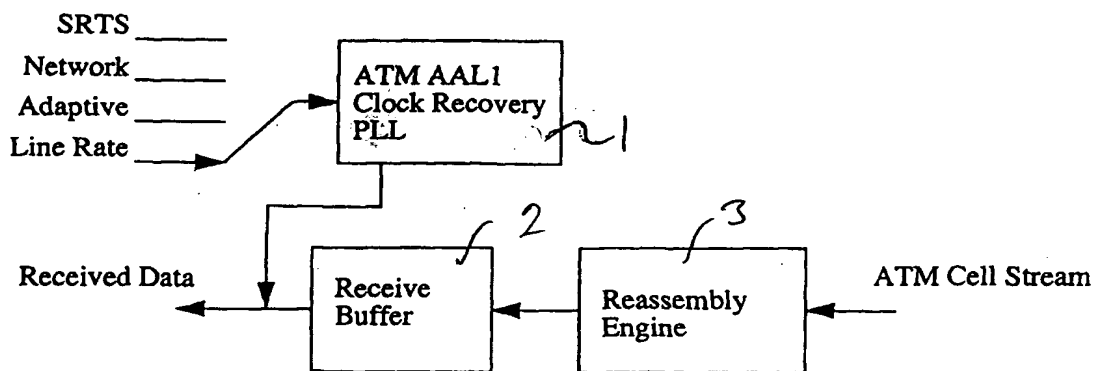 SRTS
Network
Adaptive
Line Rate
ATM AAL1
Clock Recovery
PLL
1
2
3
Received Data
Receive
Buffer
Reassembly
Engine
ATM Cell Stream